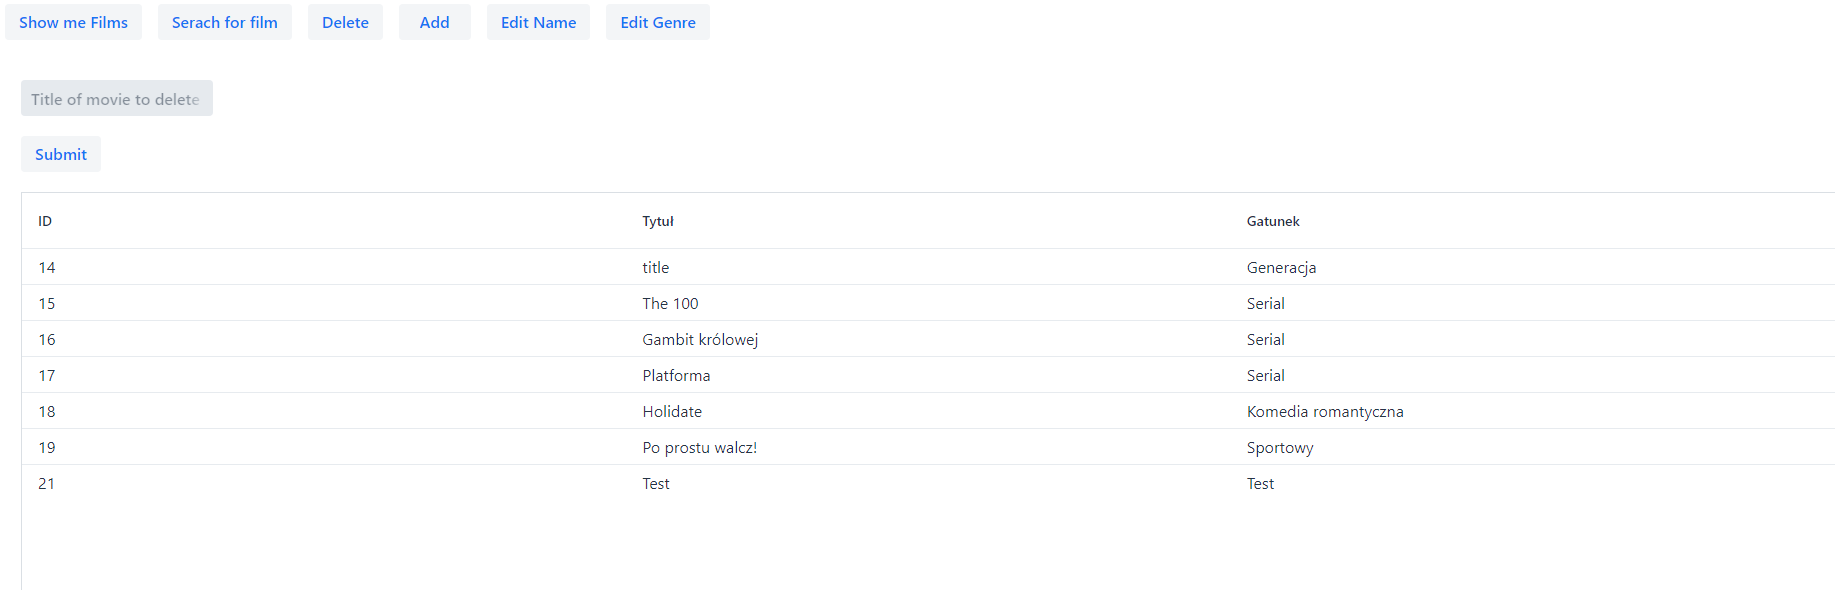 Show me Films Serach for film Delete Add Edit Name Edit Genre
Title of movie to delete
Submit
ID Tytuł Gatunek
14 title Generacja
15 The 100 Serial
16 Gambit królowej Serial
17 Platforma Serial
18 Holidate Komedia romantyczna
19 Po prostu walcz! Sportowy
21 Test Test